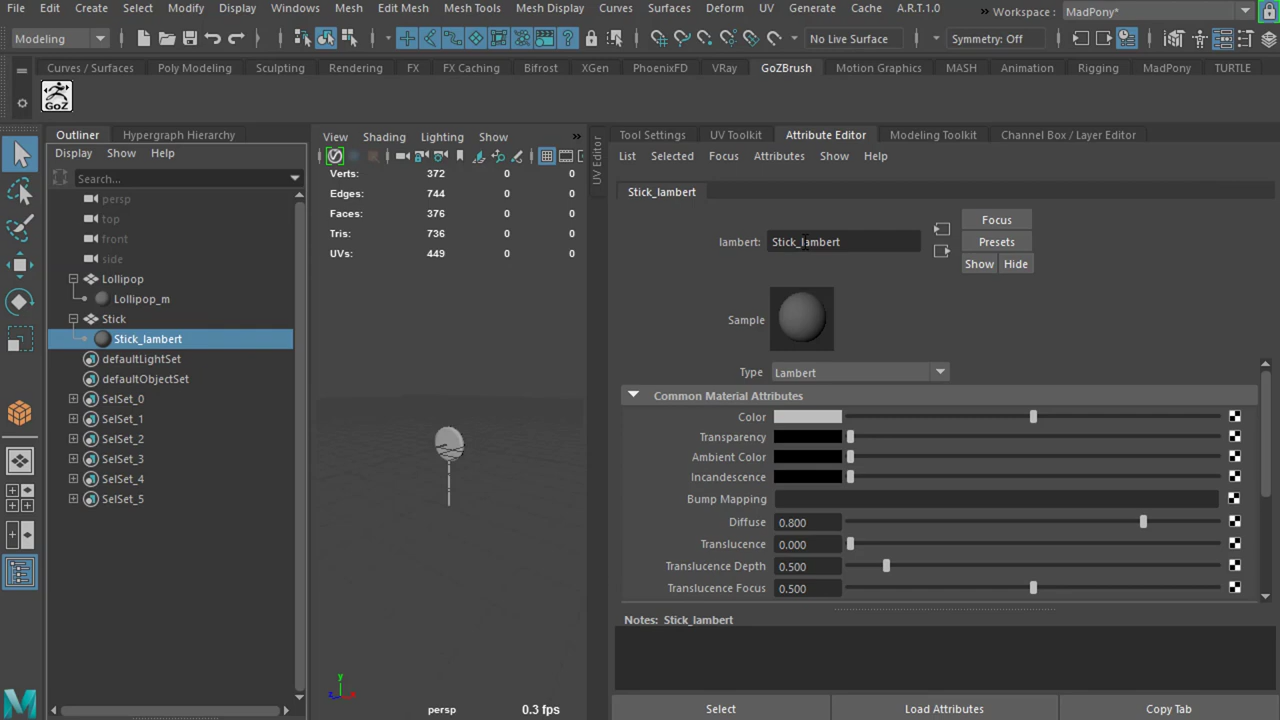 File Edit Create Select Modify Display Windows Mesh Edit Mesh Mesh Tools Mesh Display Curves Surfaces Deform UV Generate Cache A.R.T.1.0 Workspace : MadPony*
Modeling No Live Surface Symmetry: Off
Curves / Surfaces Poly Modeling Sculpting Rendering FX FX Caching Bifrost XGen PhoenixFD VRay GoZBrush Motion Graphics MASH Animation Rigging MadPony TURTLE
GoZ
Outliner Hypergraph Hierarchy
Display Show Help
Search...
persp
top
front
side
Lollipop
Lollipop_m
Stick
Stick_lambert
defaultLightSet
defaultObjectSet
SelSet_0
SelSet_1
SelSet_2
SelSet_3
SelSet_4
SelSet_5
View Shading Lighting Show
Verts: 372 0 0
Edges: 744 0 0
Faces: 376 0 0
Tris: 736 0 0
UVs: 449 0 0
y
z x
persp 0.3 fps
UV Editor
Tool Settings UV Toolkit Attribute Editor Modeling Toolkit Channel Box / Layer Editor
List Selected Focus Attributes Show Help
Stick_lambert
lambert: Stick_lambert
Focus
Presets
Show Hide
Sample
Type Lambert
Common Material Attributes
Color
Transparency
Ambient Color
Incandescence
Bump Mapping
Diffuse 0.800
Translucence 0.000
Translucence Depth 0.500
Translucence Focus 0.500
Notes: Stick_lambert
Select Load Attributes Copy Tab